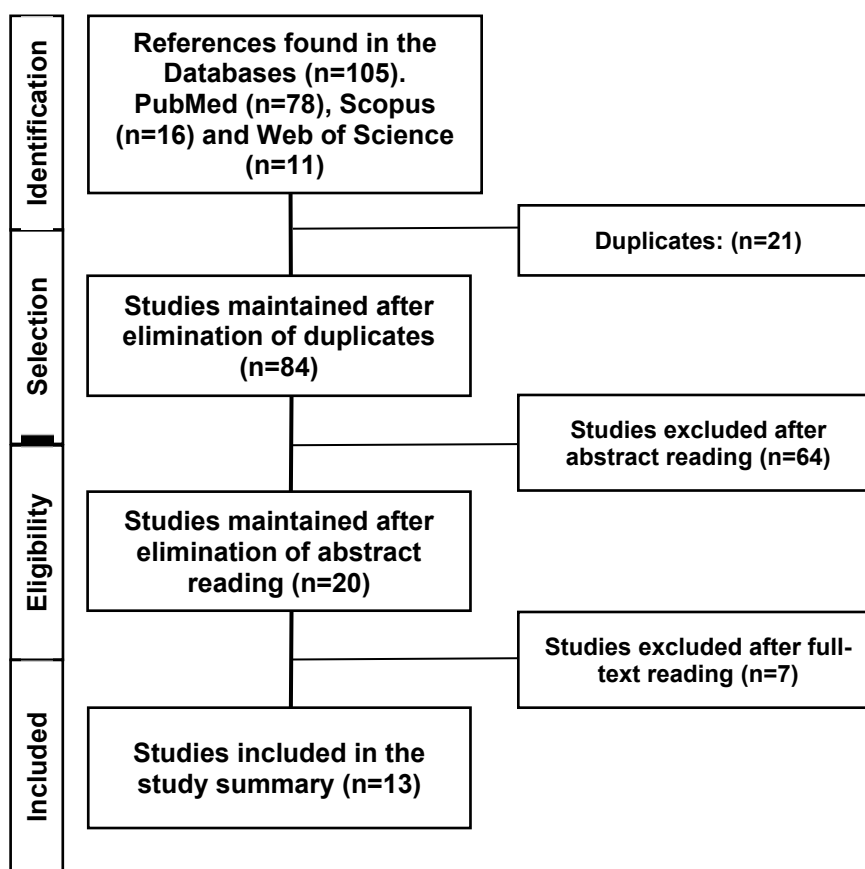 Identification
References found in the
Databases (n=105).
PubMed (n=78), Scopus
(n=16) and Web of Science
(n=11)
Duplicates: (n=21)
Selection
Studies maintained after
elimination of duplicates
(n=84)
Studies excluded after
abstract reading (n=64)
Eligibility
Studies maintained after
elimination of abstract
reading (n=20)
Studies excluded after full-
text reading (n=7)
Included
Studies included in the
study summary (n=13)